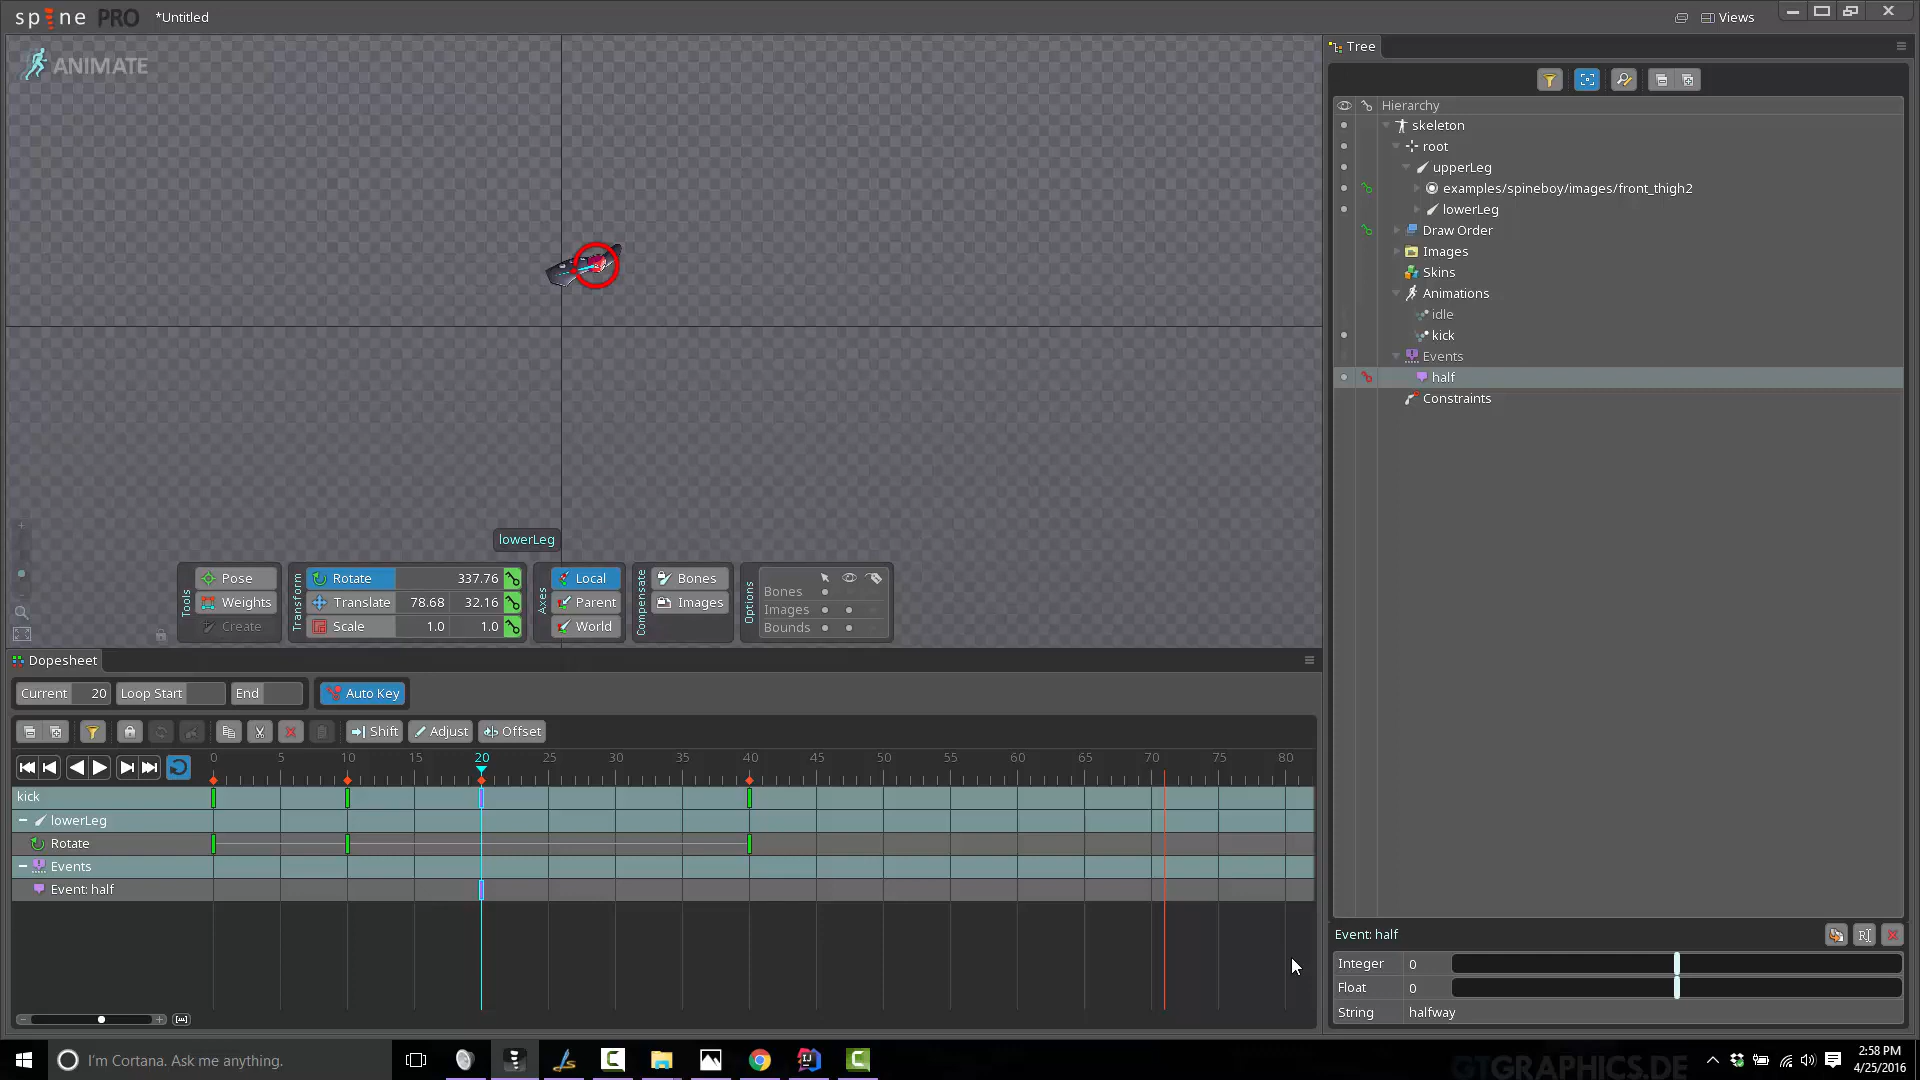 spine PRO *Untitled Views
ANIMATE
Tree
Hierarchy
skeleton
root
upperLeg
examples/spineboy/images/front_thigh2
lowerLeg
Draw Order
Images
Skins
Animations
idle
kick
Events
half
Constraints
lowerLeg
Tools
Pose
Weights
Create
Transform
Rotate 337.76
Translate 78.68 32.16
Scale 1.0 1.0
Axes
Local
Parent
World
Compensate
Bones
Images
Options
Bones
Images
Bounds
Dopesheet
Current 20 Loop Start End Auto Key
Shift Adjust Offset
0 5 10 15 20 25 30 35 40 45 50 55 60 65 70 75 80
kick
lowerLeg
Rotate
Events
Event: half
Event: half
Integer 0
Float 0
String halfway
I'm Cortana. Ask me anything.
GTGRAPHICS.DE
2:58 PM
4/25/2016